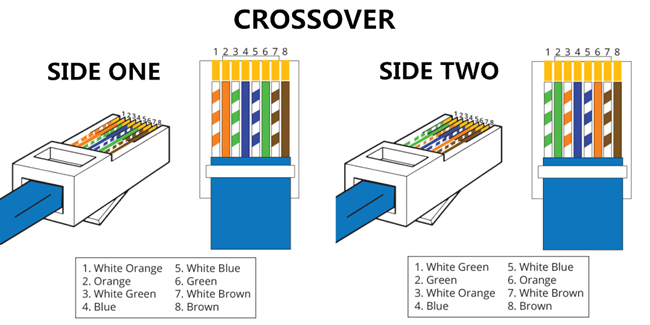 CROSSOVER
SIDE ONE
1 2 3 4 5 6 7 8
12345678
1. White Orange
2. Orange
3. White Green
4. Blue
5. White Blue
6. Green
7. White Brown
8. Brown
SIDE TWO
1 2 3 4 5 6 7 8
12345678
1. White Green
2. Green
3. White Orange
4. Blue
5. White Blue
6. Orange
7. White Brown
8. Brown